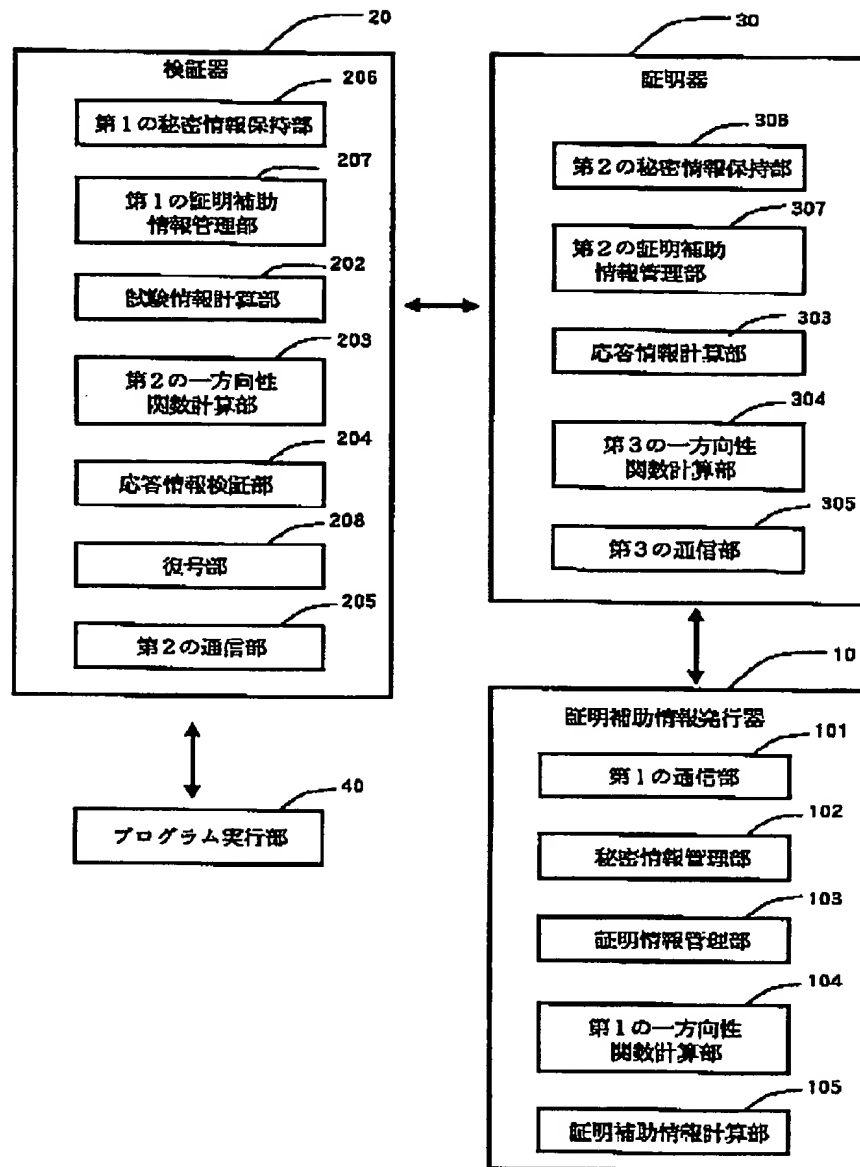 20
検証器
206
第1の秘密情報保持部
207
第1の証明補助
情報管理部
202
試験情報計算部
203
第2の一方向性
関数計算部
204
応答情報検証部
208
復号部
205
第2の通信部
40
プログラム実行部
30
証明器
306
第2の秘密情報保持部
307
第2の証明補助
情報管理部
303
応答情報計算部
304
第3の一方向性
関数計算部
305
第3の通信部
10
証明補助情報発行器
101
第1の通信部
102
秘密情報管理部
103
証明情報管理部
104
第1の一方向性
関数計算部
105
証明補助情報計算部